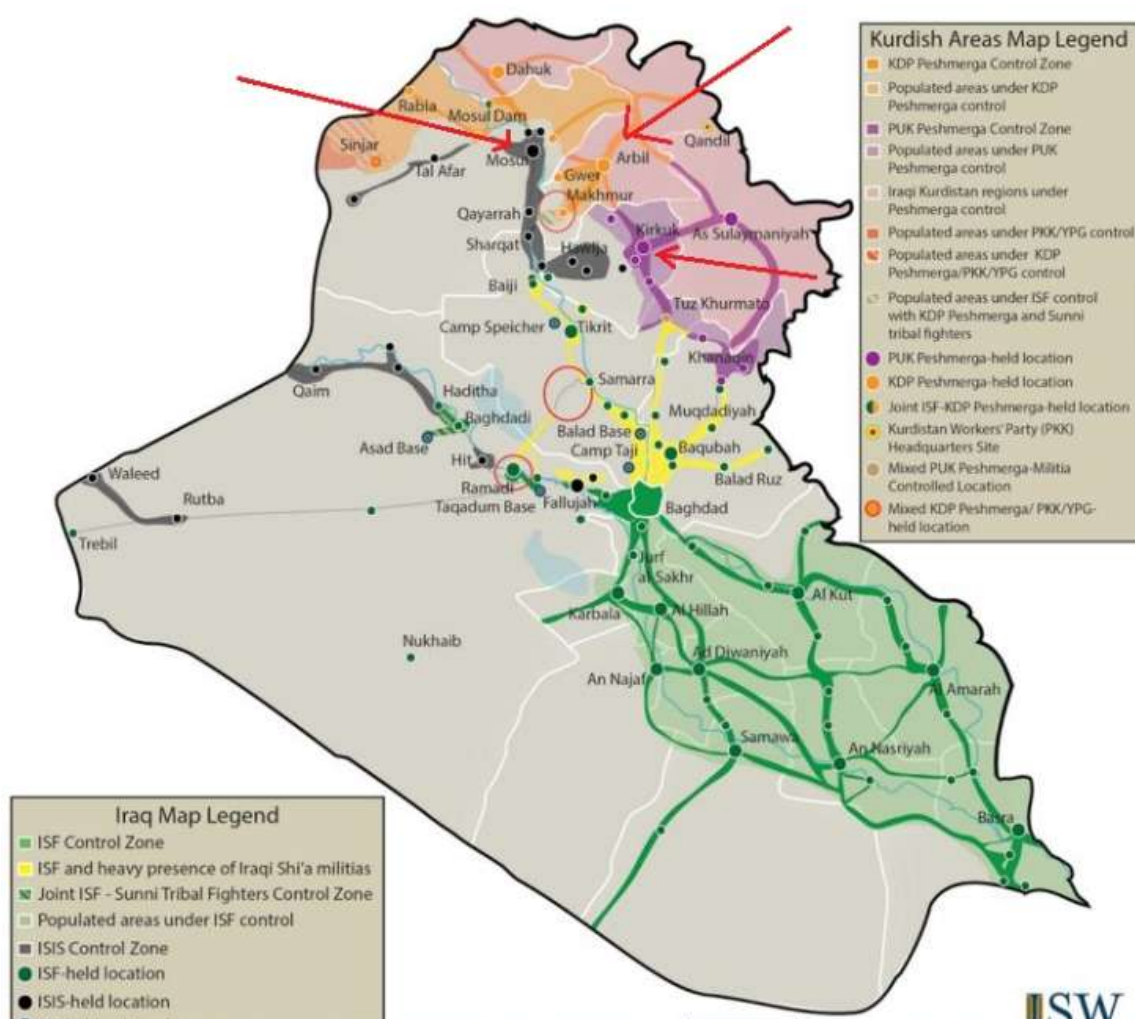 Kurdish Areas Map Legend
KDP Peshmerga Control Zone
Populated areas under KDP
Peshmerga control
PUK Peshmerga Control Zone
Populated areas under PUK
Peshmerga control
Iraqi Kurdistan regions under
Peshmerga control
Populated areas under PKK/YPG control
Populated areas under KDP
Peshmerga/PKK/YPG control
Populated areas under ISF control
with KDP Peshmerga and Sunni
tribal fighters
PUK Peshmerga-held location
KDP Peshmerga-held location
Joint ISF-KDP Peshmerga-held location
Kurdistan Workers' Party (PKK)
Headquarters Site
Mixed PUK Peshmerga-Militia
Controlled Location
Mixed KDP Peshmerga/ PKK/YPG-
held location
Dahuk
Rabla
Mosul Dam
Qandil
Sinjar
Mosul
Arbil
Tal Afar
Gwer
Makhmur
Qayarrah
Kirkuk
As Sulaymaniyah
Sharqat
Hawija
Baiji
Tuz Khurmato
Camp Speicher
Tikrit
Khanaqin
Qaim
Samarra
Haditha
Muqdadiyah
Baghdadi
Balad Base
Asad Base
Camp Taji
Baqubah
Hit
Waleed
Balad Ruz
Ramadi
Rutba
Taqadum Base
Fallujah
Baghdad
Trebil
Jurf
al Sakhr
Karbala
Al Hillah
Al Kut
Nukhaib
Ad Diwaniyah
An Najaf
Al Amarah
Samawa
An Nasriyah
Basra
Iraq Map Legend
ISF Control Zone
ISF and heavy presence of Iraqi Shi'a militias
Joint ISF - Sunni Tribal Fighters Control Zone
Populated areas under ISF control
ISIS Control Zone
ISF-held location
ISIS-held location
ISW